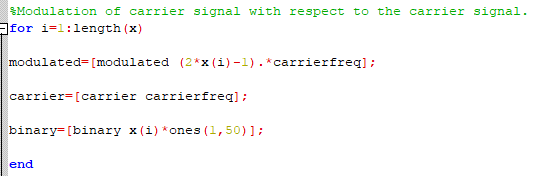 %Modulation of carrier signal with respect to the carrier signal.
for i=1:length(x)
modulated=[modulated (2*x(i)-1).*carrierfreq];
carrier=[carrier carrierfreq];
binary=[binary x(i)*ones(1,50)];
end